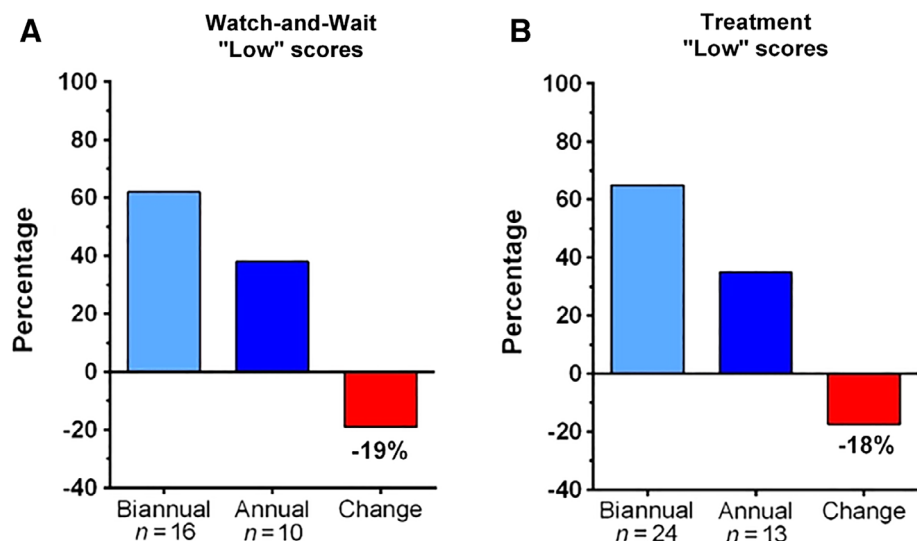 A
Watch-and-Wait
"Low" scores
Percentage
100
80
60
40
20
0
-20
-40
-19%
Biannual Annual Change
n=16 n=10
B
Treatment
"Low" scores
Percentage
100
80
60
40
20
0
-20
-40
-18%
Biannual Annual Change
n=24 n=13